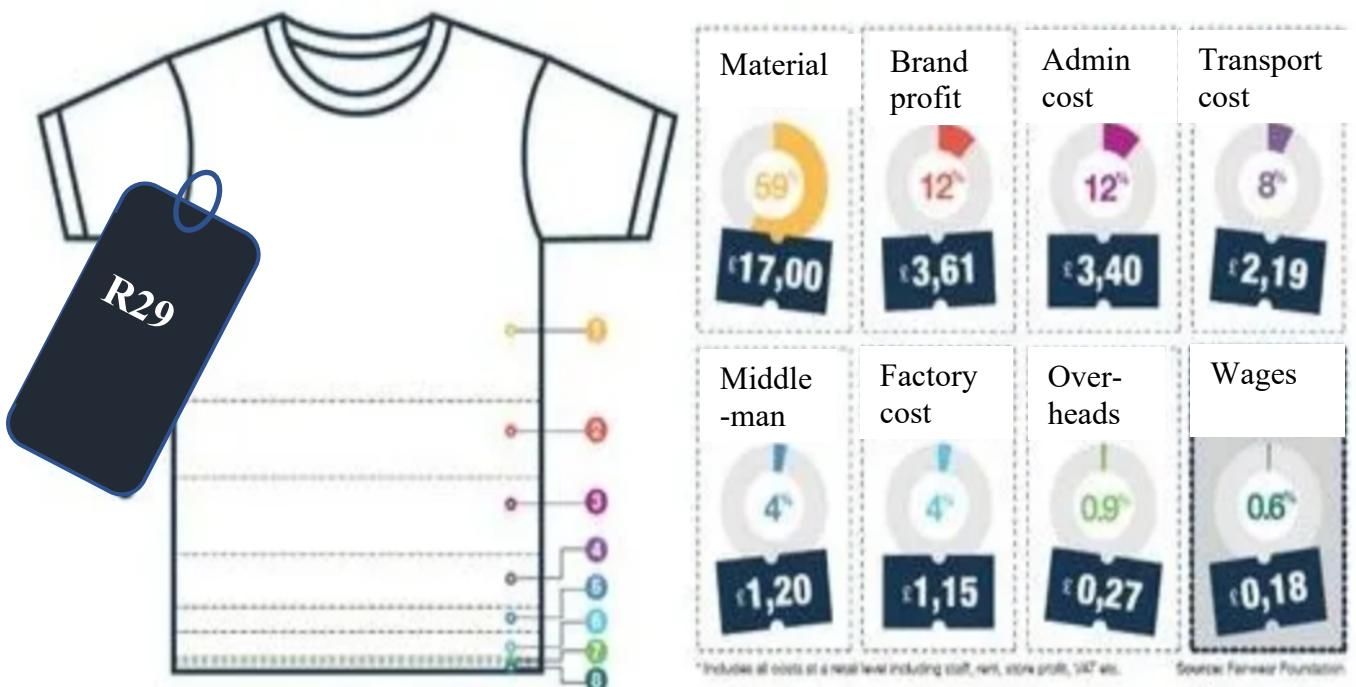 R29
1
2
3
4
5
6
7
8
Material
59%
£17,00
Brand
profit
12%
£3,61
Admin
cost
12%
£3,40
Transport
cost
8%
£2,19
Middle
-man
4%
£1,20
Factory
cost
4%
£1,15
Over-
heads
0.9%
£0,27
Wages
0.6%
£0,18
* Includes all costs at a retail level including staff, rent, store profit, VAT etc.
Source: Fairwear Foundation